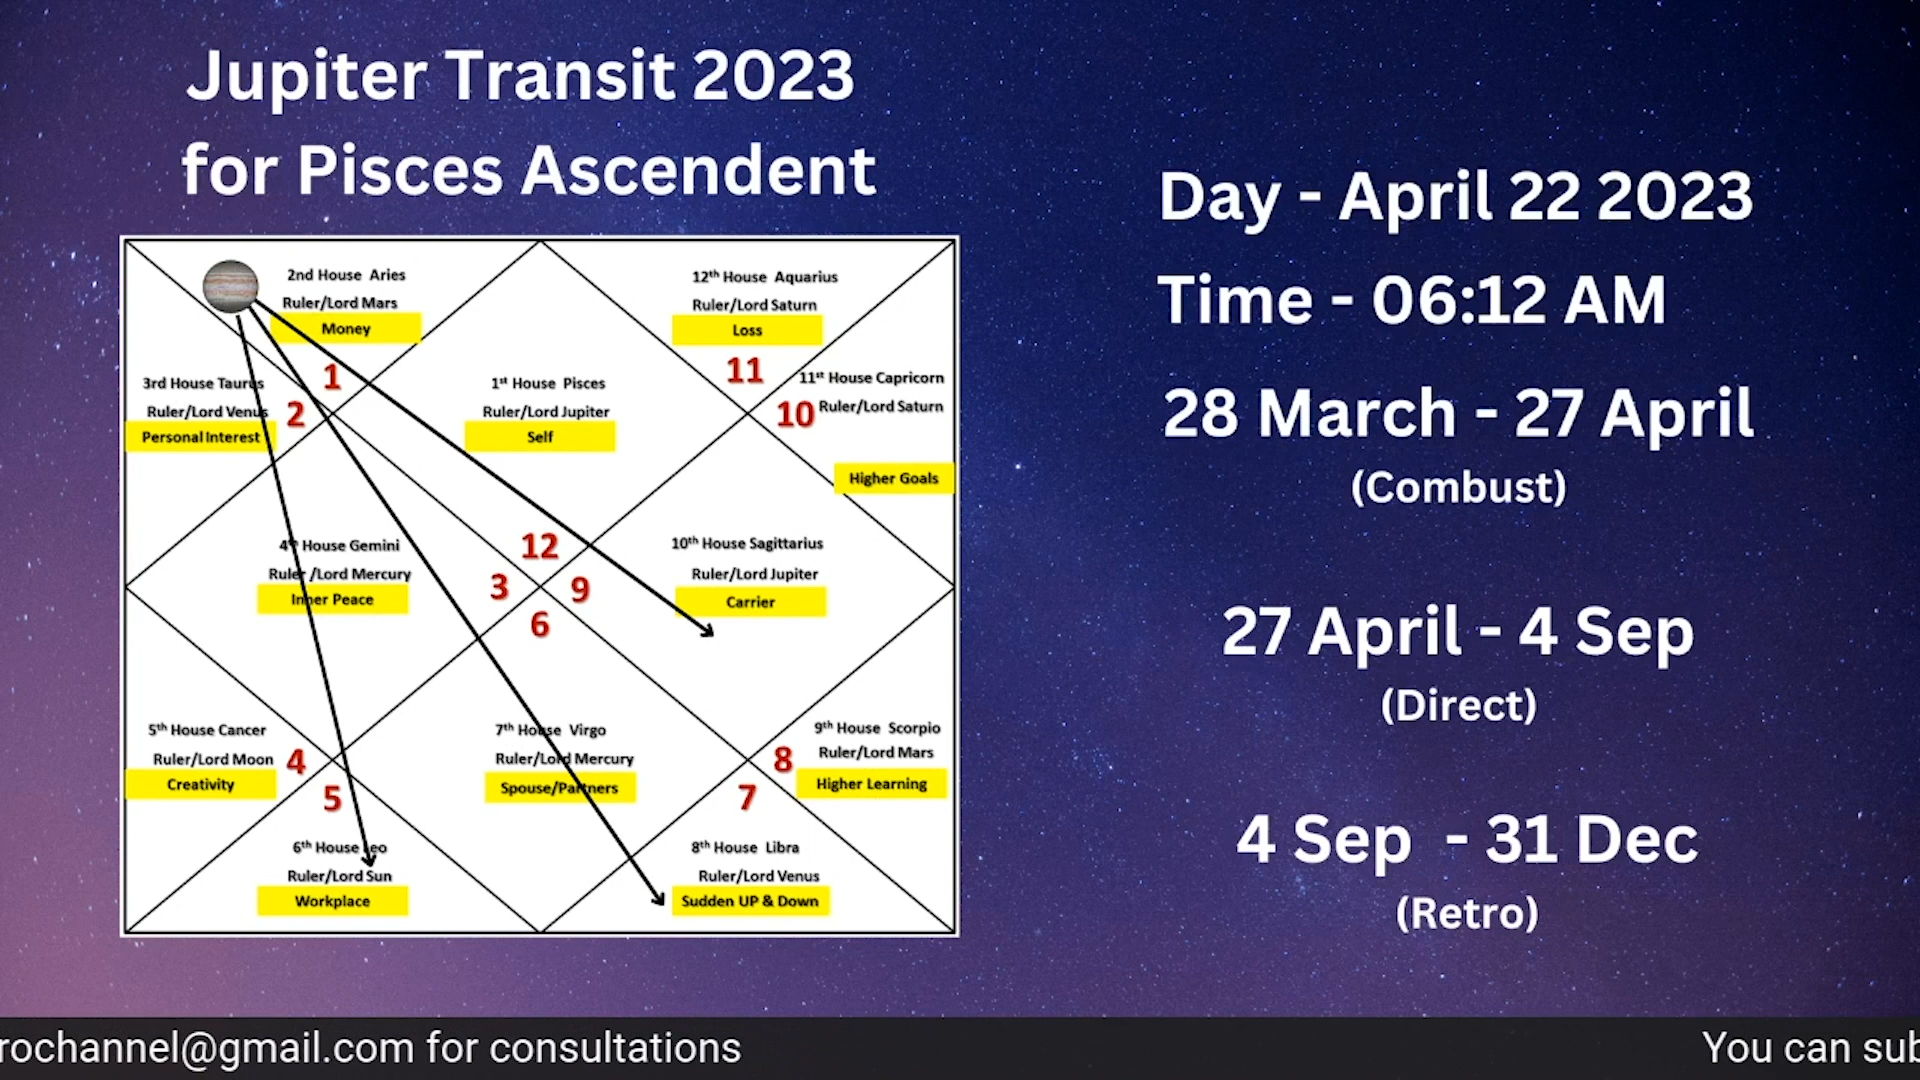 Jupiter Transit 2023
for Pisces Ascendent
Day - April 22 2023
Time - 06:12 AM
28 March - 27 April
(Combust)
27 April - 4 Sep
(Direct)
4 Sep - 31 Dec
(Retro)
2nd House Aries
Ruler/Lord Mars
Money
1
12th House Aquarius
Ruler/Lord Saturn
Loss
11
3rd House Taurus
Ruler/Lord Venus
Personal Interest
2
1st House Pisces
Ruler/Lord Jupiter
Self
12
11st House Capricorn
Ruler/Lord Saturn
10
Higher Goals
4th House Gemini
Ruler /Lord Mercury
Inner Peace
3
9
6
10th House Sagittarius
Ruler/Lord Jupiter
Carrier
5th House Cancer
Ruler/Lord Moon
Creativity
4
5
7th House Virgo
Ruler/Lord Mercury
Spouse/Partners
9th House Scorpio
Ruler/Lord Mars
Higher Learning
8
7
6th House Leo
Ruler/Lord Sun
Workplace
8th House Libra
Ruler/Lord Venus
Sudden UP & Down
rochannel@gmail.com for consultations
You can sub